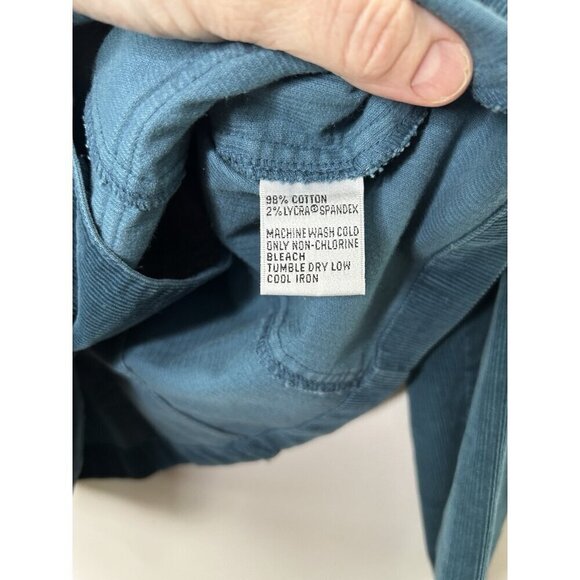 98% COTTON
2% LYCRA® SPANDEX
MACHINE WASH COLD
ONLY NON-CHLORINE
BLEACH
TUMBLE DRY LOW
COOL IRON